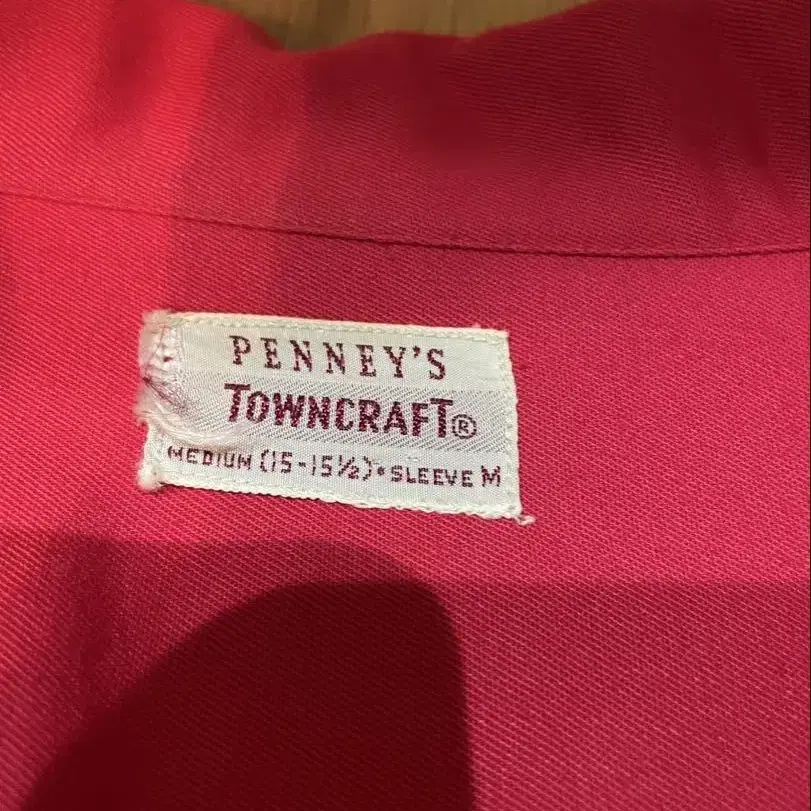 PENNEY'S
TOWNCRAFT®
MEDIUM (15-15½)•SLEEVE M